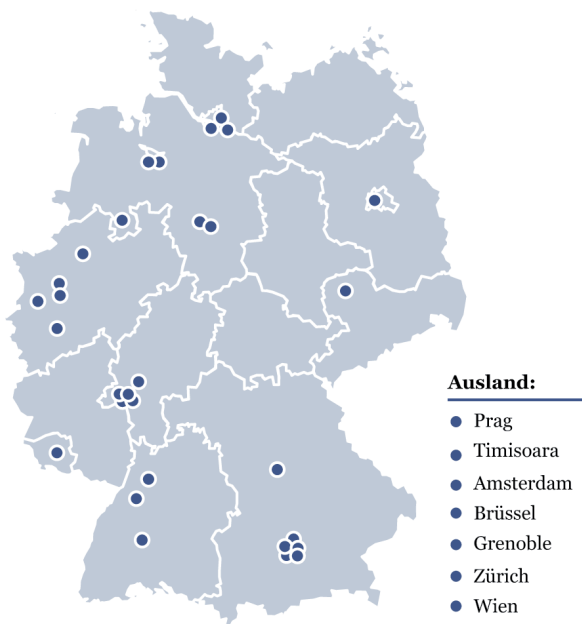 Ausland:
Prag
Timisoara
Amsterdam
Brüssel
Grenoble
Zürich
Wien